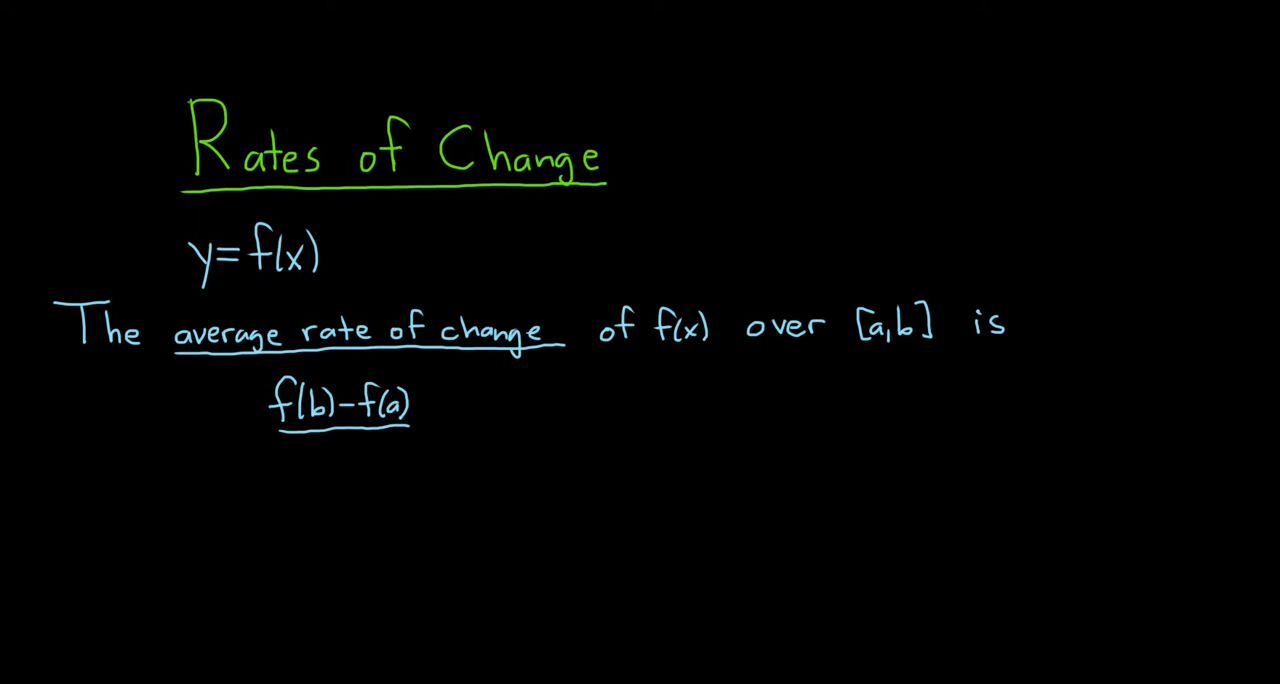 Rates of Change
y=f(x)
The average rate of change of f(x) over [a,b] is
f(b)-f(a)